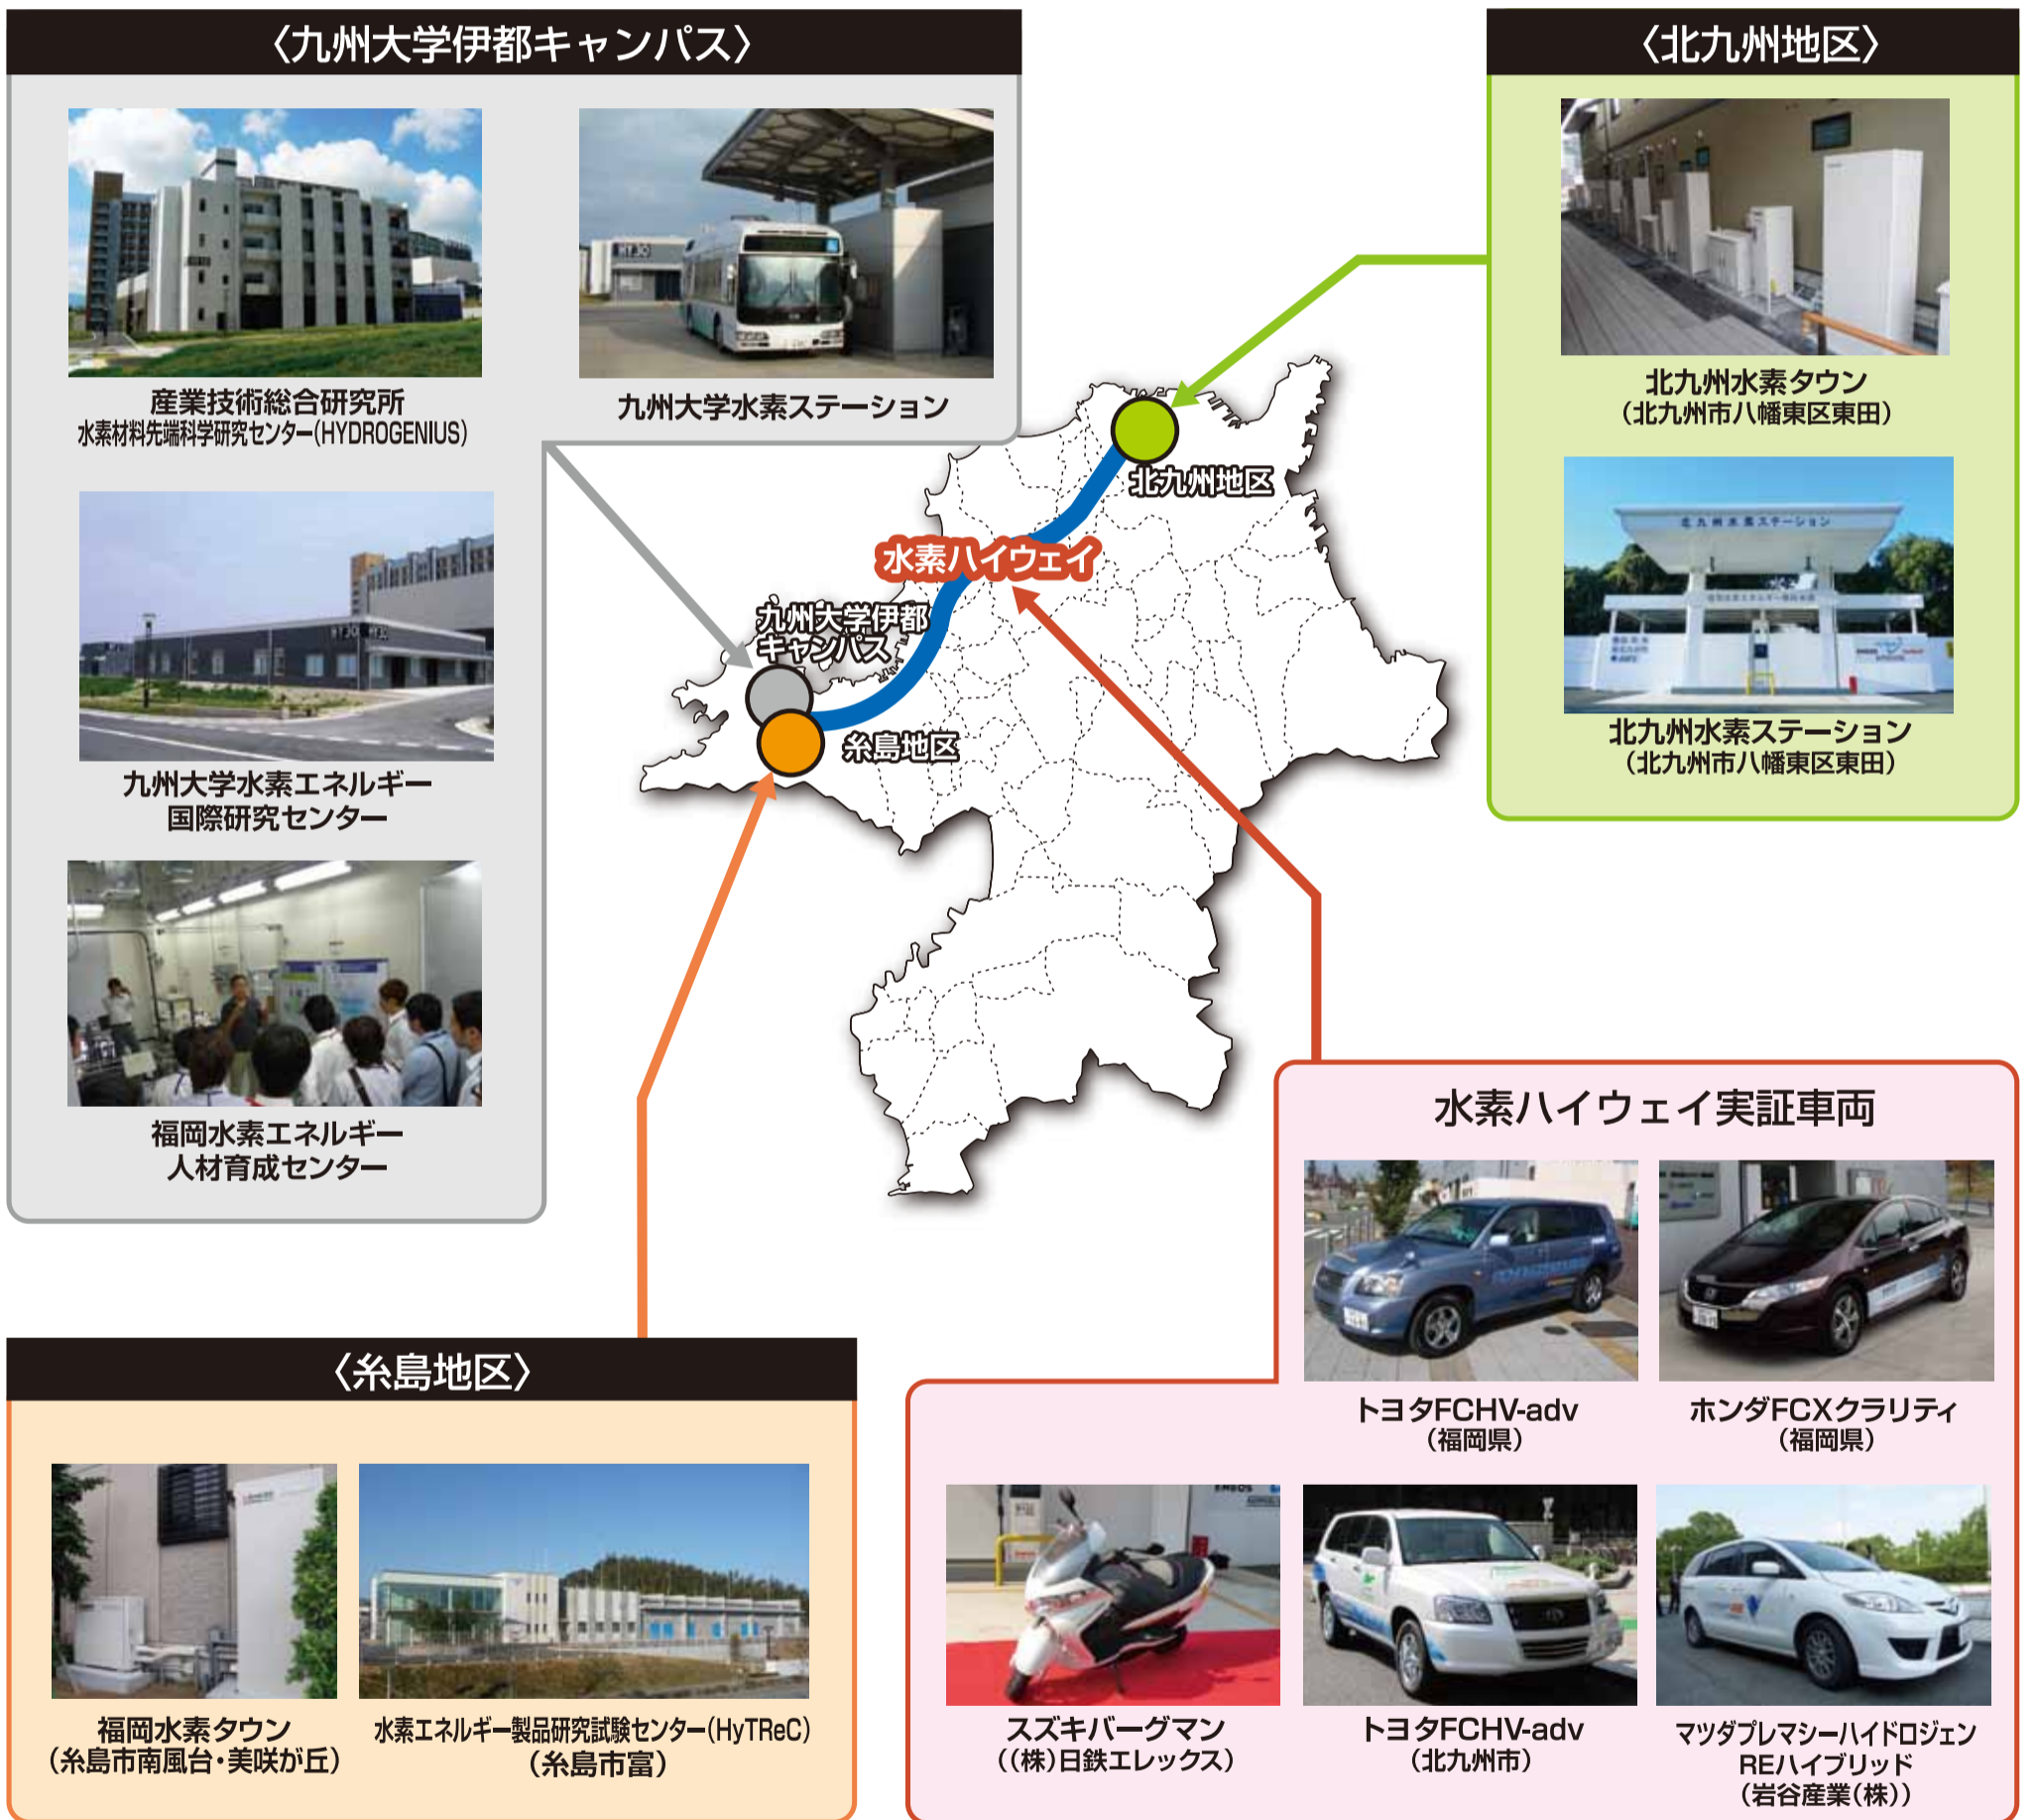 〈九州大学伊都キャンパス〉
産業技術総合研究所
水素材料先端科学研究センター(HYDROGENIUS)
HY30
九州大学水素ステーション
HY30
九州大学水素エネルギー
国際研究センター
福岡水素エネルギー
人材育成センター
〈北九州地区〉
北九州水素タウン
(北九州市八幡東区東田)
北九州水素ステーション
北九州水素ステーション
(北九州市八幡東区東田)
北九州地区
水素ハイウェイ
九州大学伊都
キャンパス
糸島地区
〈糸島地区〉
福岡水素タウン
(糸島市南風台・美咲が丘)
水素エネルギー製品研究試験センター(HyTReC)
(糸島市富)
水素ハイウェイ実証車両
トヨタFCHV-adv
(福岡県)
ホンダFCXクラリティ
(福岡県)
ENEOS
スズキバーグマン
((株)日鉄エレックス)
トヨタFCHV-adv
(北九州市)
マツダプレマシーハイドロジェン
REハイブリッド
(岩谷産業(株))